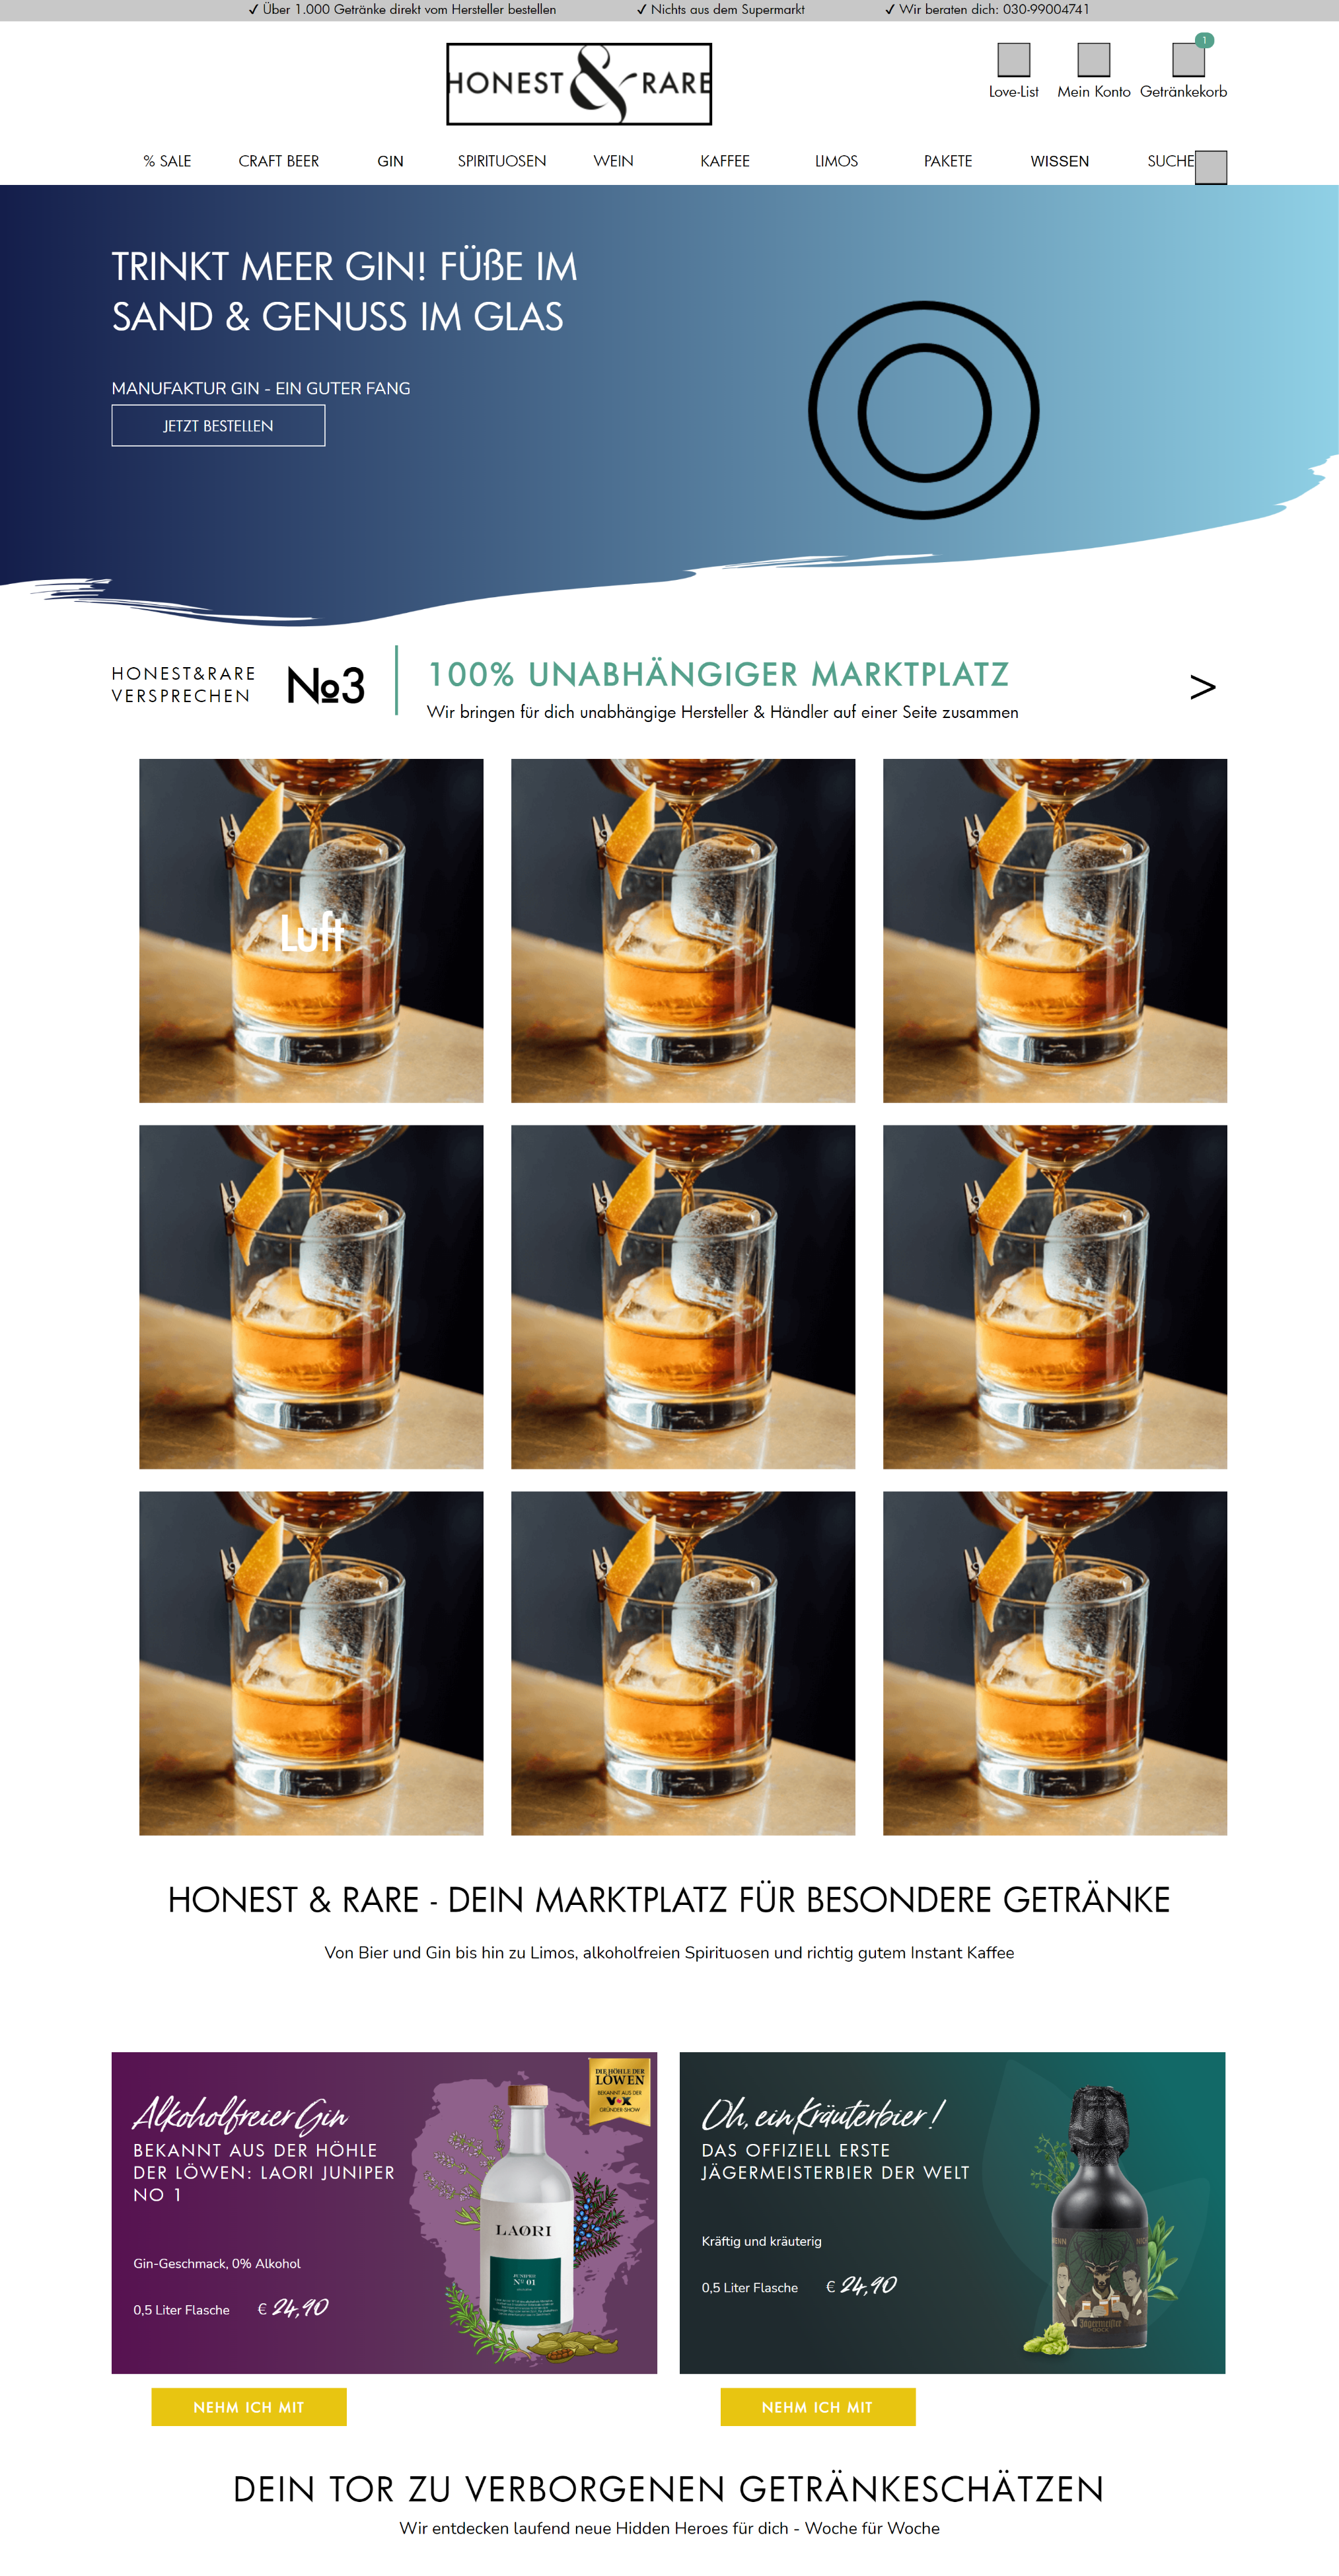 ✓ Über 1.000 Getränke direkt vom Hersteller bestellen
✓ Nichts aus dem Supermarkt
✓ Wir beraten dich: 030-99004741
HONEST & RARE
1
Love-List
Mein Konto
Getränkekorb
% SALE
CRAFT BEER
GIN
SPIRITUOSEN
WEIN
KAFFEE
LIMOS
PAKETE
WISSEN
SUCHE
TRINKT MEER GIN! FÜßE IM
SAND & GENUSS IM GLAS
MANUFAKTUR GIN - EIN GUTER FANG
JETZT BESTELLEN
HONEST&RARE
VERSPRECHEN
№3
100% UNABHÄNGIGER MARKTPLATZ
Wir bringen für dich unabhängige Hersteller & Händler auf einer Seite zusammen
>
Luft
HONEST & RARE - DEIN MARKTPLATZ FÜR BESONDERE GETRÄNKE
Von Bier und Gin bis hin zu Limos, alkoholfreien Spirituosen und richtig gutem Instant Kaffee
Alkoholfreier Gin
BEKANNT AUS DER HÖHLE
DER LÖWEN: LAORI JUNIPER
NO 1
Gin-Geschmack, 0% Alkohol
0,5 Liter Flasche € 24,90
DIE HÖHLE DER
LÖWEN
BEKANNT AUS DER
VOX
GRÜNDER-SHOW
LAØRI
JUNIPER
Nº 01
NEHM ICH MIT
Oh, ein Kräuterbier!
DAS OFFIZIELL ERSTE
JÄGERMEISTERBIER DER WELT
Kräftig und kräuterig
0,5 Liter Flasche € 24,90
Jägermeister
BOCK
NEHM ICH MIT
DEIN TOR ZU VERBORGENEN GETRÄNKESCHÄTZEN
Wir entdecken laufend neue Hidden Heroes für dich - Woche für Woche